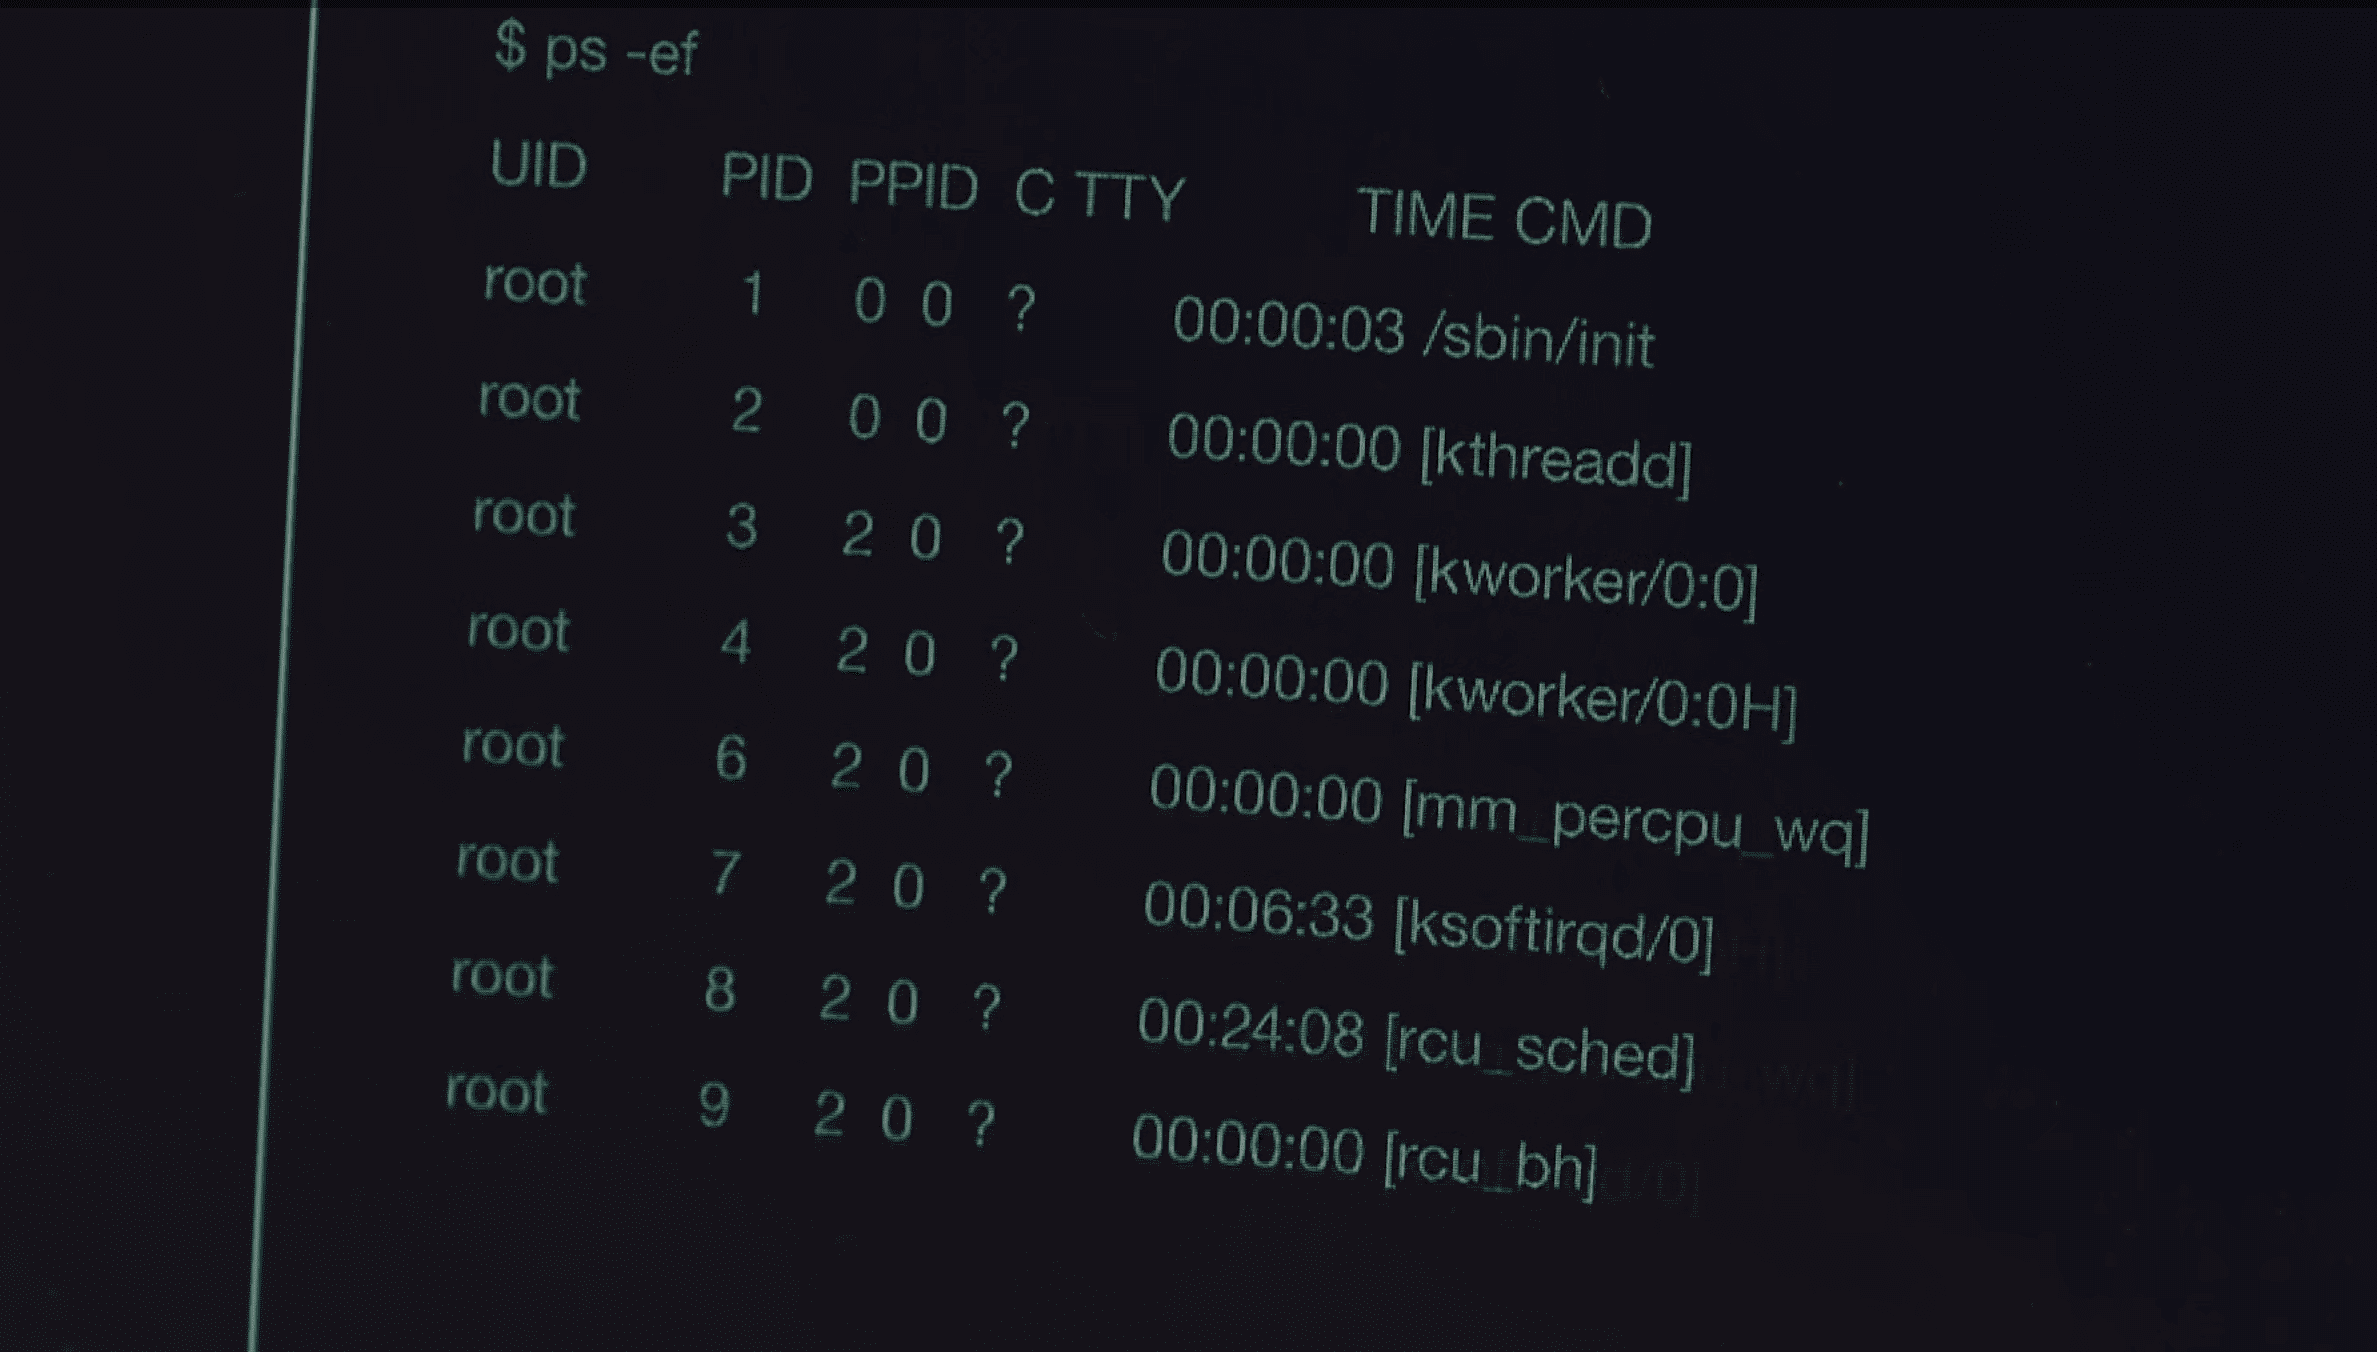 $ ps -ef
UID PID PPID C TTY TIME CMD
root 1 0 0 ? 00:00:03 /sbin/init
root 2 0 0 ? 00:00:00 [kthreadd]
root 3 2 0 ? 00:00:00 [kworker/0:0]
root 4 2 0 ? 00:00:00 [kworker/0:0H]
root 6 2 0 ? 00:00:00 [mm_percpu_wq]
root 7 2 0 ? 00:06:33 [ksoftirqd/0]
root 8 2 0 ? 00:24:08 [rcu_sched]
root 9 2 0 ? 00:00:00 [rcu_bh]